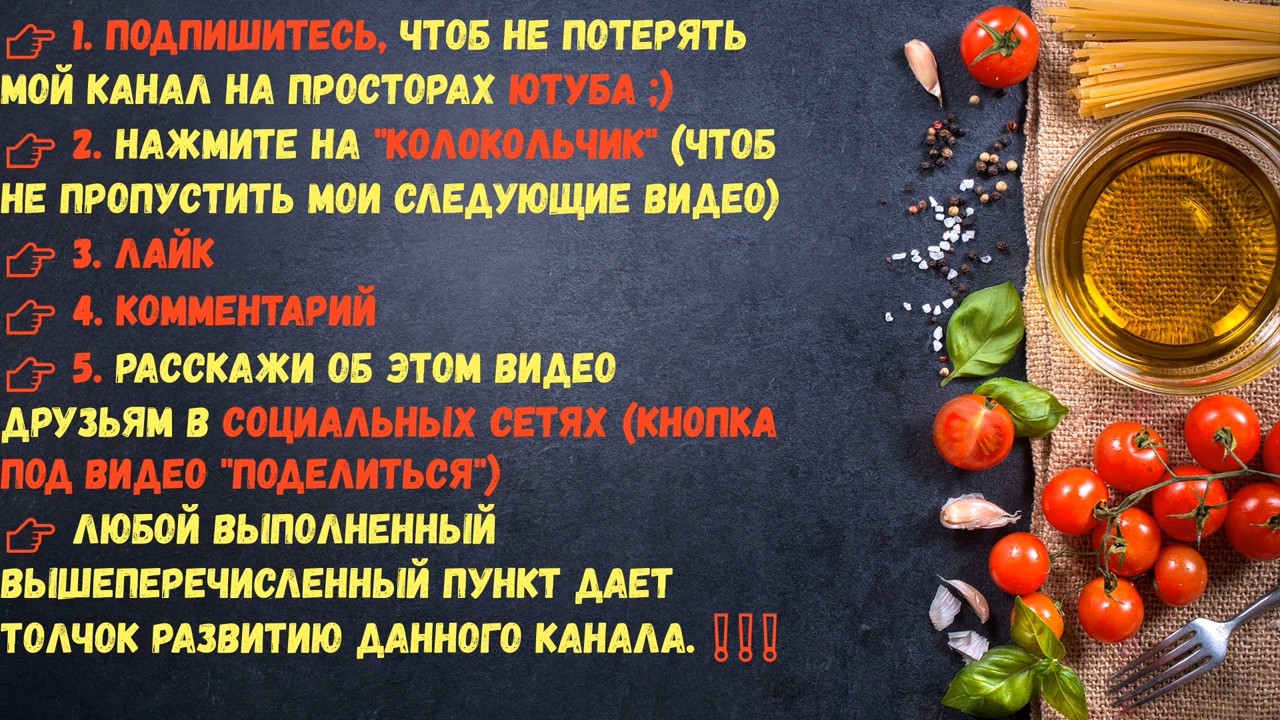 👉 1. ПОДПИШИТЕСЬ, ЧТОБ НЕ ПОТЕРЯТЬ
МОЙ КАНАЛ НА ПРОСТОРАХ ЮТУБА ;)
👉 2. НАЖМИТЕ НА "КОЛОКОЛЬЧИК" (ЧТОБ
НЕ ПРОПУСТИТЬ МОИ СЛЕДУЮЩИЕ ВИДЕО)
👉 3. ЛАЙК
👉 4. КОММЕНТАРИЙ
👉 5. РАССКАЖИ ОБ ЭТОМ ВИДЕО
ДРУЗЬЯМ В СОЦИАЛЬНЫХ СЕТЯХ (КНОПКА
ПОД ВИДЕО "ПОДЕЛИТЬСЯ")
👉 ЛЮБОЙ ВЫПОЛНЕННЫЙ
ВЫШЕПЕРЕЧИСЛЕННЫЙ ПУНКТ ДАЕТ
ТОЛЧОК РАЗВИТИЮ ДАННОГО КАНАЛА. ❗❗❗